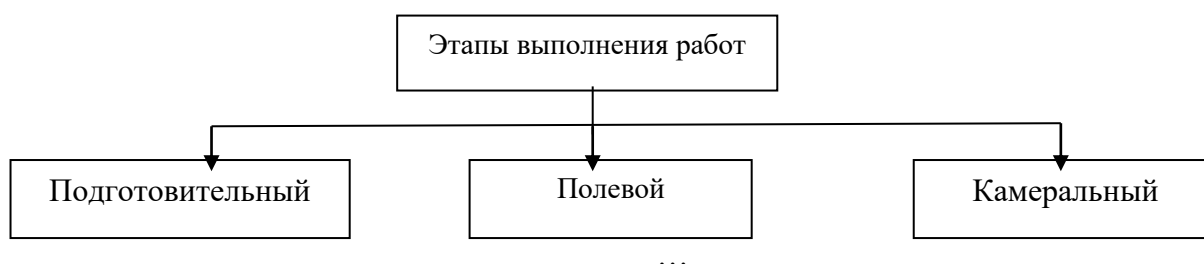 Этапы выполнения работ
Подготовительный
Полевой
Камеральный
...